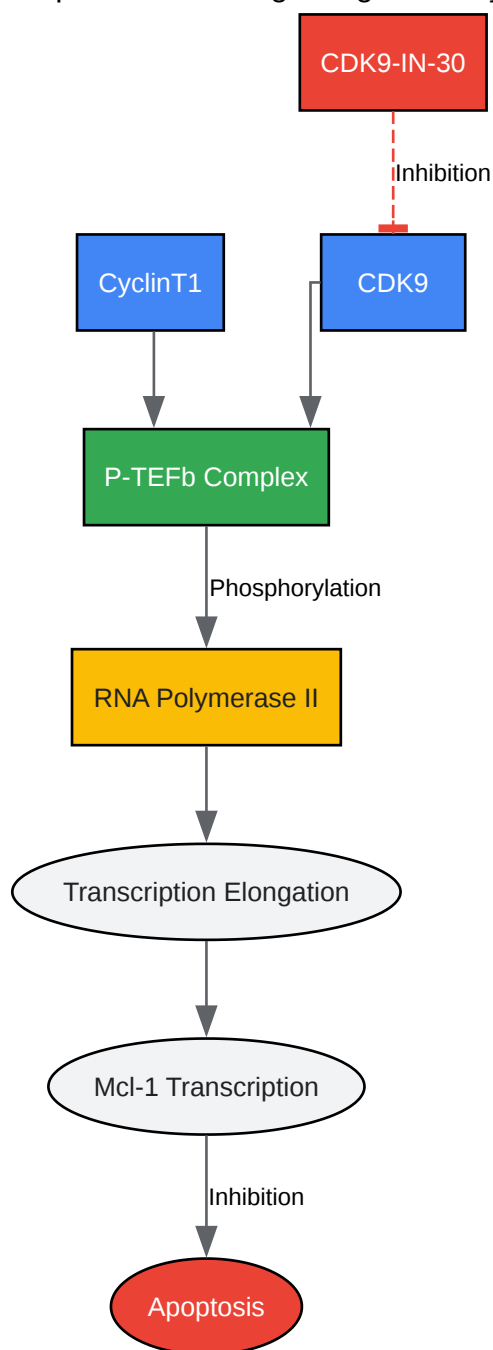 CDK9-IN-30
Inhibition
CyclinT1
CDK9
P-TEFb Complex
Phosphorylation
RNA Polymerase II
Transcription Elongation
Mcl-1 Transcription
Inhibition
Apoptosis